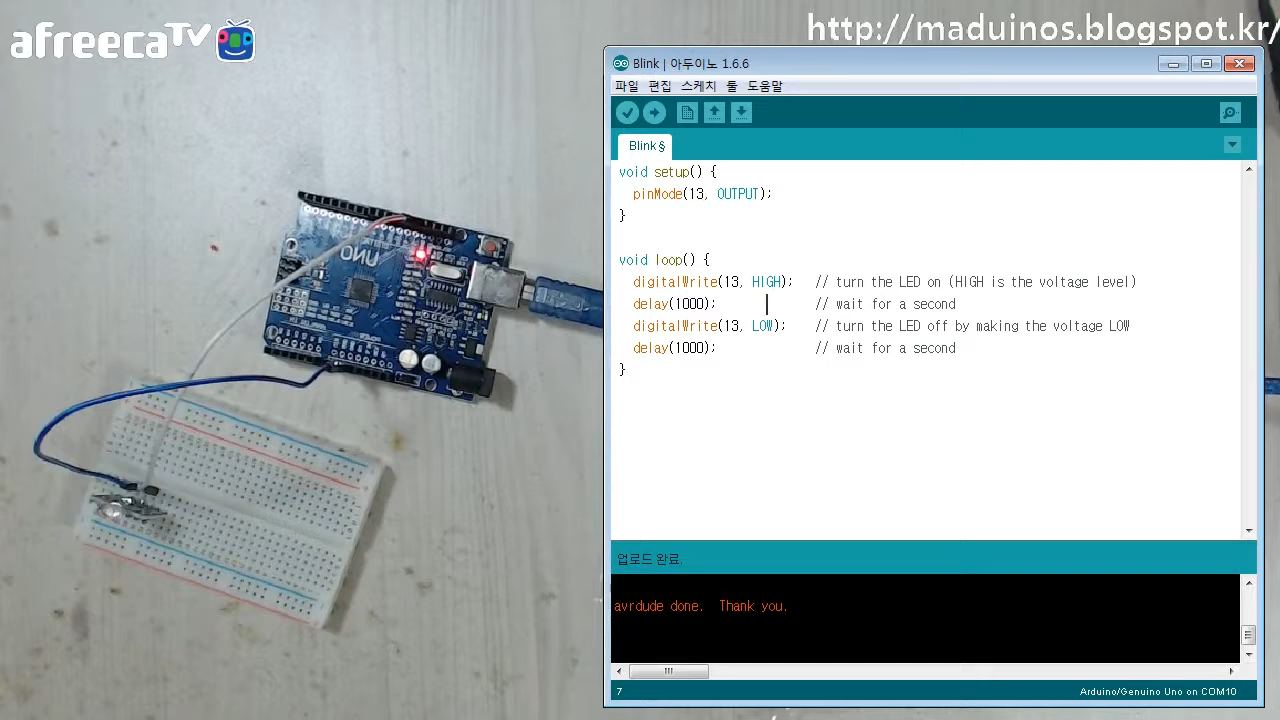 afreecaTV
http://maduinos.blogspot.kr/
Blink | 아두이노 1.6.6
파일 편집 스케치 툴 도움말
Blink§
void setup() {
pinMode(13, OUTPUT);
}
void loop() {
digitalWrite(13, HIGH); // turn the LED on (HIGH is the voltage level)
delay(1000); // wait for a second
digitalWrite(13, LOW); // turn the LED off by making the voltage LOW
delay(1000); // wait for a second
}
업로드 완료.
avrdude done. Thank you.
7
Arduino/Genuino Uno on COM10
UNO